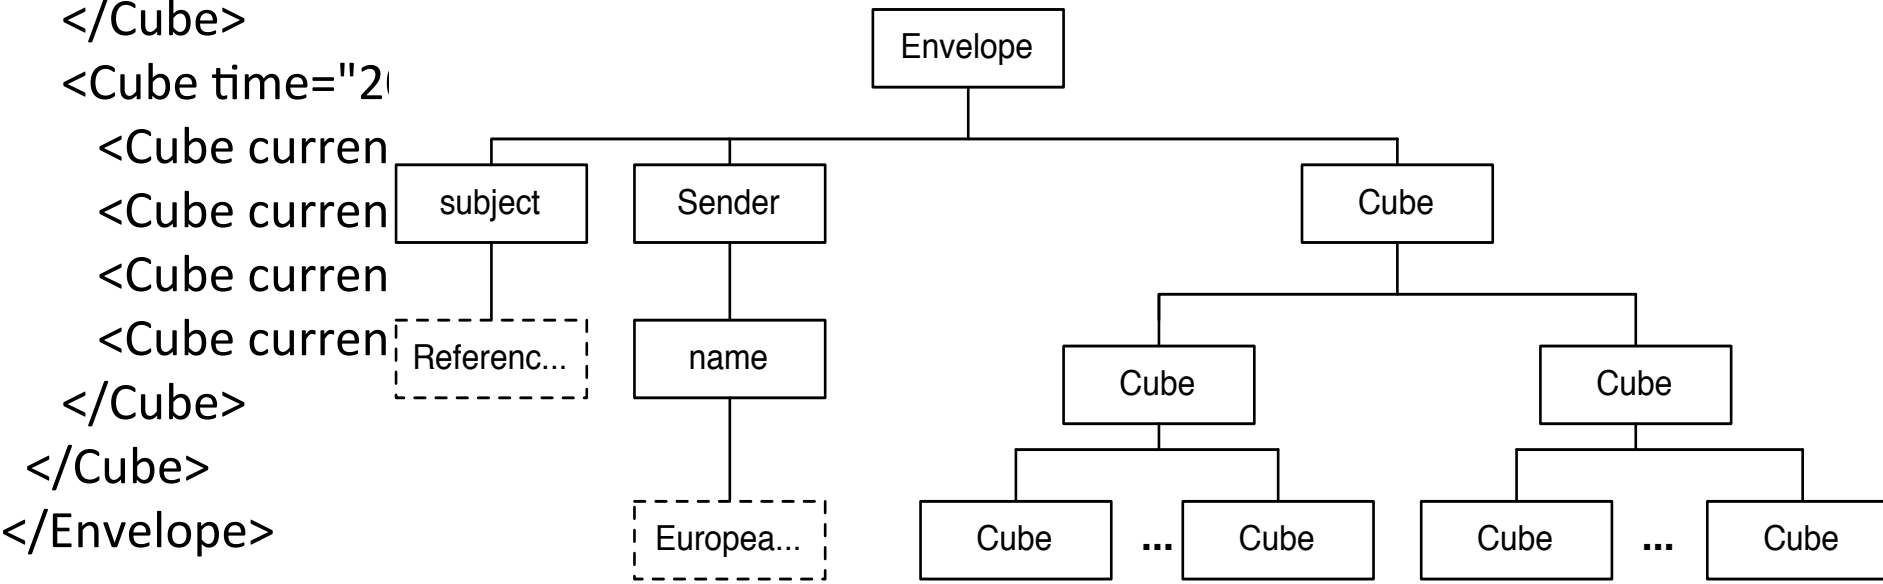 </Cube>
<Cube time="2
<Cube curren
<Cube curren
<Cube curren
<Cube curren
</Cube>
</Cube>
</Envelope>
Envelope
subject Sender Cube
Referenc... name Cube Cube
Europea... Cube ... Cube Cube ... Cube